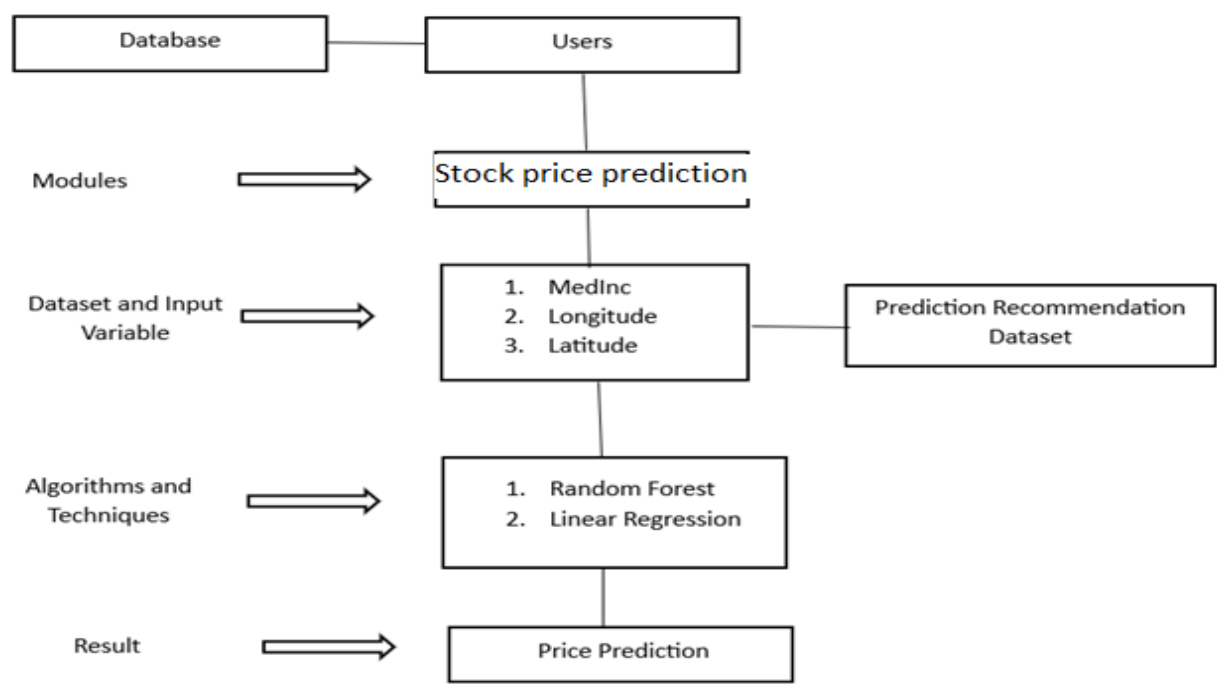 Database
Users
Modules
Stock price prediction
Dataset and Input
Variable
1. MedInc
2. Longitude
3. Latitude
Prediction Recommendation
Dataset
Algorithms and
Techniques
1. Random Forest
2. Linear Regression
Result
Price Prediction